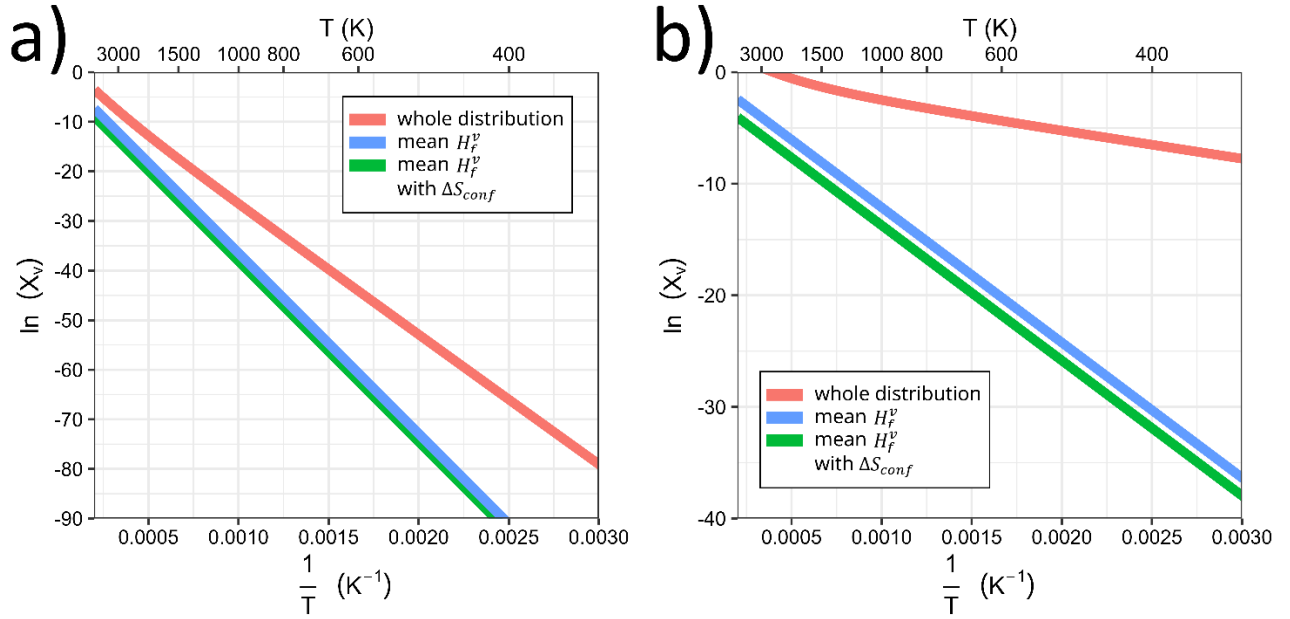 a)
T (K)
3000 1500 1000 800 600 400
0
-10
-20
-30
-40
-50
-60
-70
-80
-90
ln (Xᵥ)
whole distribution
mean H_f^v
mean H_f^v
with ΔS_conf
0.0005 0.0010 0.0015 0.0020 0.0025 0.0030
1
T (K⁻¹)
b)
T (K)
3000 1500 1000 800 600 400
0
-10
-20
-30
-40
ln (Xᵥ)
whole distribution
mean H_f^v
mean H_f^v
with ΔS_conf
0.0005 0.0010 0.0015 0.0020 0.0025 0.0030
1
T (K⁻¹)